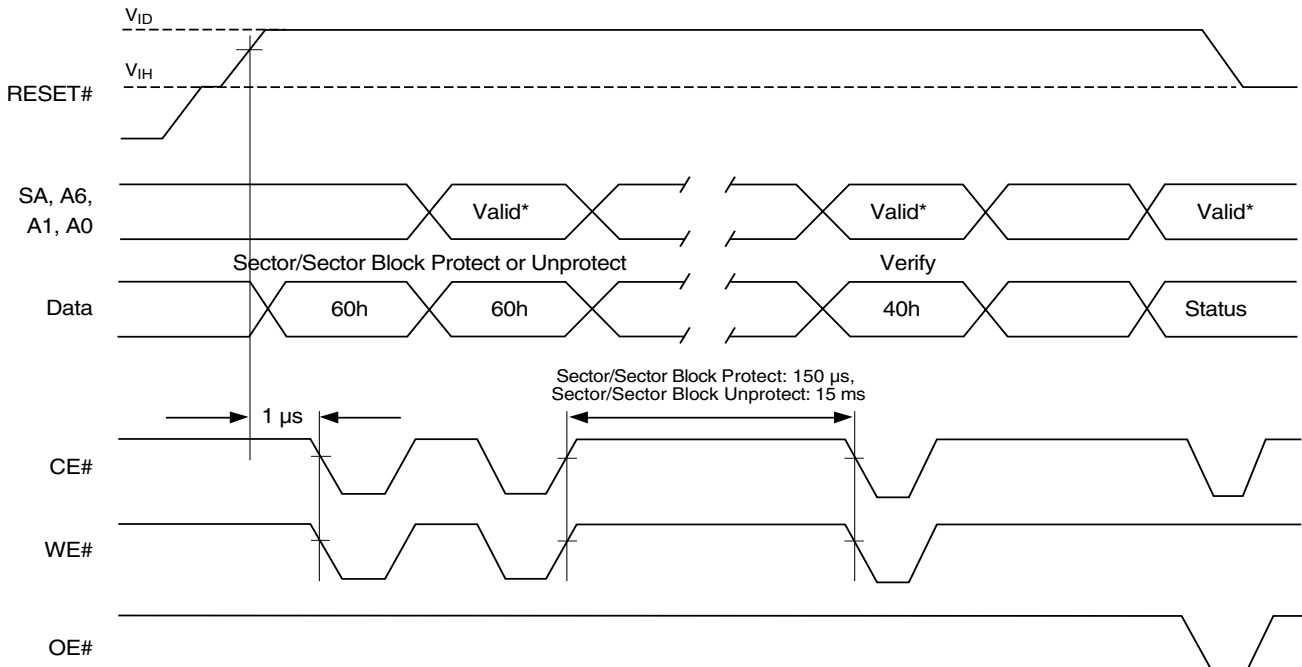 VID
VIH
RESET#
SA, A6,
A1, A0
Valid*
Valid*
Valid*
Sector/Sector Block Protect or Unprotect
Verify
Data
60h
60h
40h
Status
Sector/Sector Block Protect: 150 µs,
Sector/Sector Block Unprotect: 15 ms
1 µs
CE#
WE#
OE#